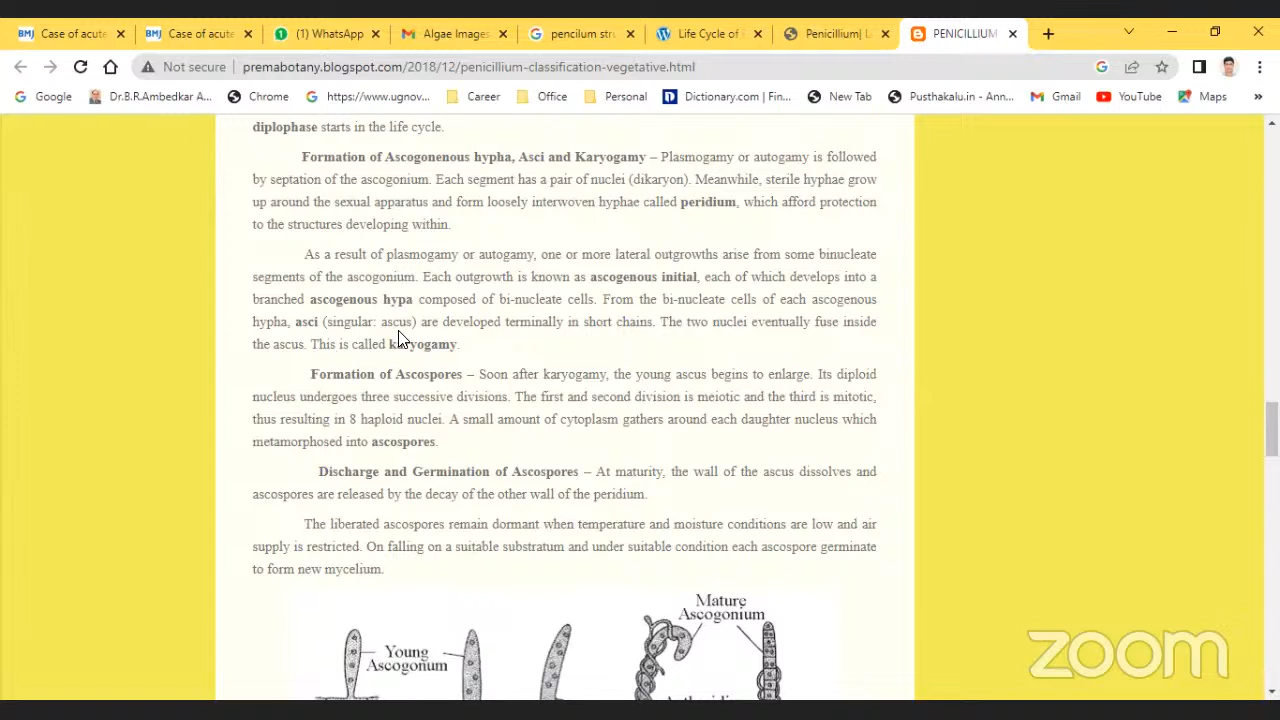 BMJ Case of acute
BMJ Case of acute
(1) WhatsApp
Algae Images
pencilum stru
Life Cycle of
Penicillium| L
PENICILLIUM
Not secure premabotany.blogspot.com/2018/12/penicillium-classification-vegetative.html
Google
Dr.B.R.Ambedkar A...
Chrome
https://www.ugnov...
Career
Office
Personal
Dictionary.com | Fin...
New Tab
Pusthakalu.in - Ann...
Gmail
YouTube
Maps
»
diplophase starts in the life cycle.
Formation of Ascogonenous hypha, Asci and Karyogamy – Plasmogamy or autogamy is followed
by septation of the ascogonium. Each segment has a pair of nuclei (dikaryon). Meanwhile, sterile hyphae grow
up around the sexual apparatus and form loosely interwoven hyphae called peridium, which afford protection
to the structures developing within.
As a result of plasmogamy or autogamy, one or more lateral outgrowths arise from some binucleate
segments of the ascogonium. Each outgrowth is known as ascogenous initial, each of which develops into a
branched ascogenous hypa composed of bi-nucleate cells. From the bi-nucleate cells of each ascogenous
hypha, asci (singular: ascus) are developed terminally in short chains. The two nuclei eventually fuse inside
the ascus. This is called karyogamy.
Formation of Ascospores – Soon after karyogamy, the young ascus begins to enlarge. Its diploid
nucleus undergoes three successive divisions. The first and second division is meiotic and the third is mitotic,
thus resulting in 8 haploid nuclei. A small amount of cytoplasm gathers around each daughter nucleus which
metamorphosed into ascospores.
Discharge and Germination of Ascospores – At maturity, the wall of the ascus dissolves and
ascospores are released by the decay of the other wall of the peridium.
The liberated ascospores remain dormant when temperature and moisture conditions are low and air
supply is restricted. On falling on a suitable substratum and under suitable condition each ascospore germinate
to form new mycelium.
Mature
Ascogonium
Young
Ascogonum
zoom